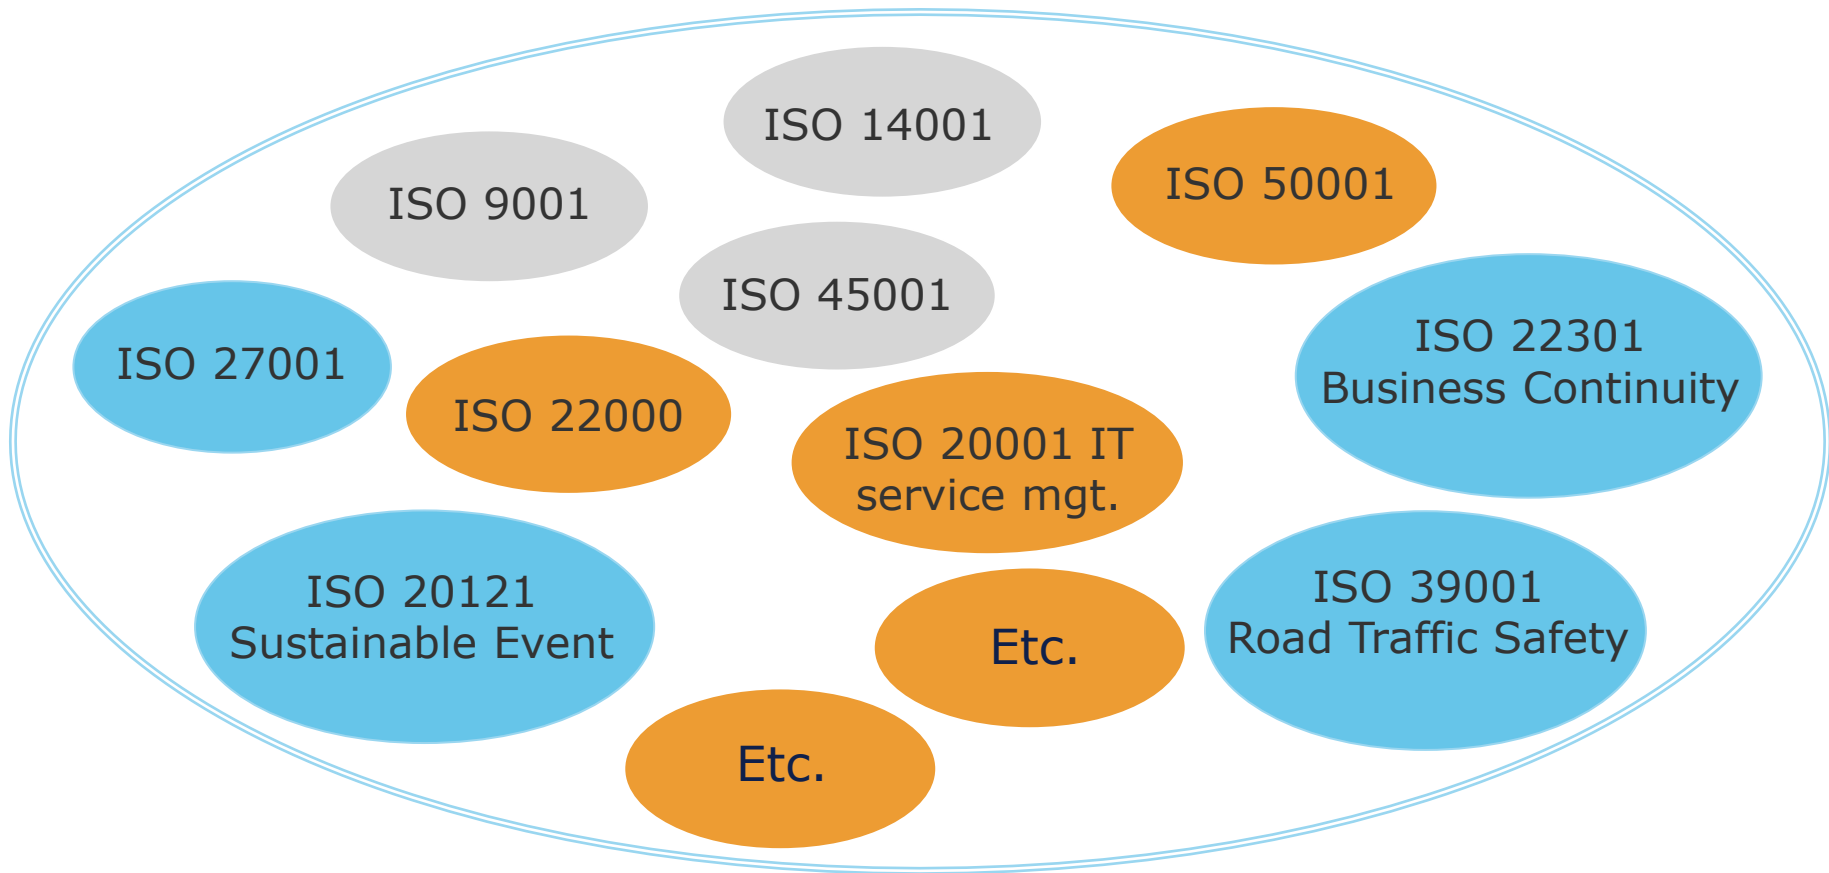 ISO 14001
ISO 50001
ISO 9001
ISO 45001
ISO 27001
ISO 22301
Business Continuity
ISO 22000
ISO 20001 IT
service mgt.
ISO 20121
Sustainable Event
ISO 39001
Road Traffic Safety
Etc.
Etc.